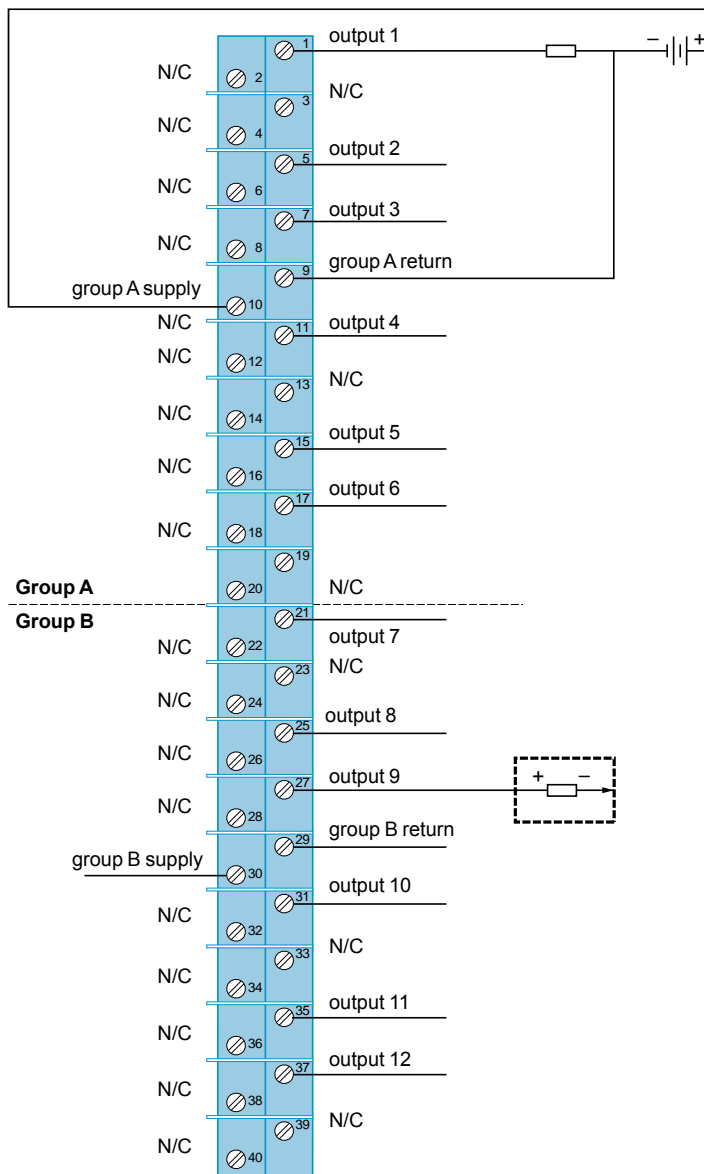 output 1
− +
1
N/C
2
N/C
3
N/C
4
output 2
5
N/C
6
output 3
7
N/C
8
group A return
9
group A supply
10
N/C
output 4
11
N/C
12
N/C
13
N/C
14
output 5
15
N/C
16
output 6
17
N/C
18
19
Group A
20
N/C
Group B
21
output 7
N/C
22
N/C
23
N/C
24
output 8
25
N/C
26
output 9
27
+ −
N/C
28
group B return
29
group B supply
30
output 10
31
N/C
32
N/C
33
N/C
34
output 11
35
N/C
36
output 12
37
N/C
38
N/C
39
N/C
40